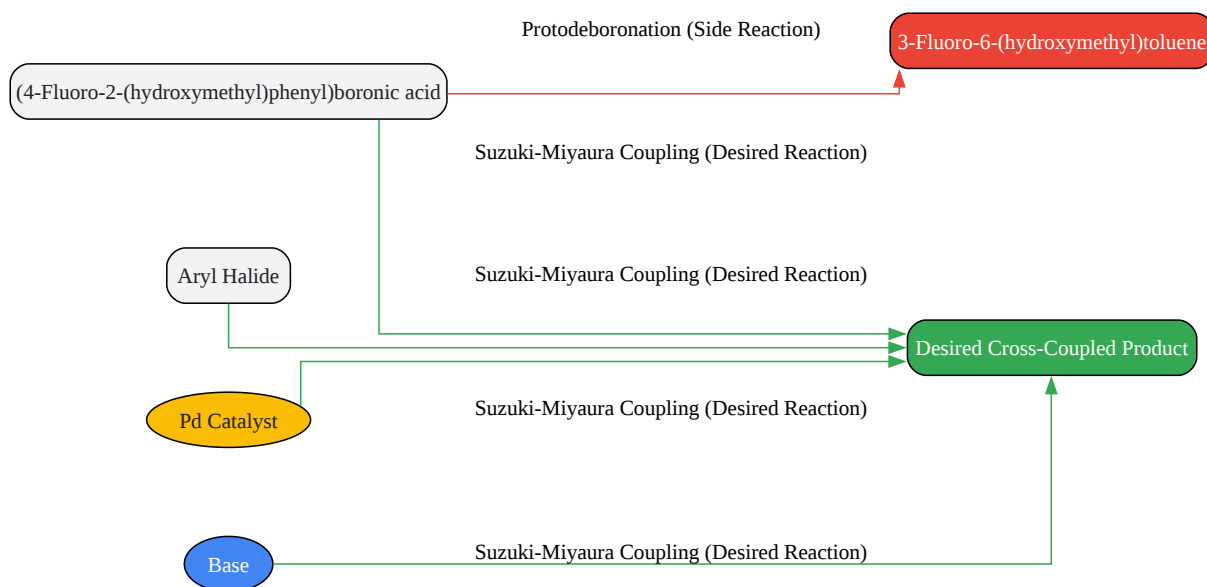 Protodeboronation (Side Reaction)
3-Fluoro-6-(hydroxymethyl)toluene
(4-Fluoro-2-(hydroxymethyl)phenyl)boronic acid
Suzuki-Miyaura Coupling (Desired Reaction)
Aryl Halide
Suzuki-Miyaura Coupling (Desired Reaction)
Desired Cross-Coupled Product
Pd Catalyst
Suzuki-Miyaura Coupling (Desired Reaction)
Base
Suzuki-Miyaura Coupling (Desired Reaction)